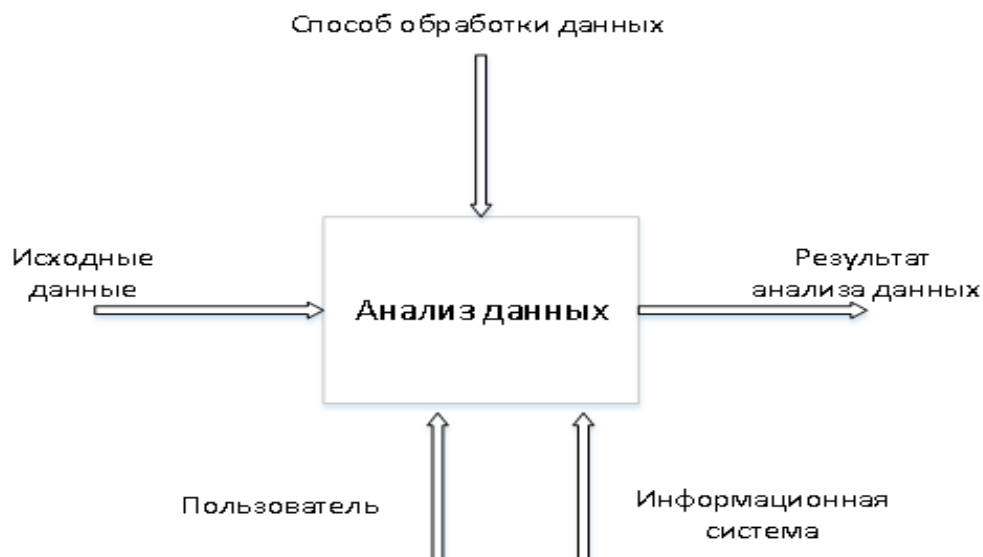 Способ обработки данных
Исходные
данные
Результат
анализа данных
Анализ данных
Пользователь
Информационная
система